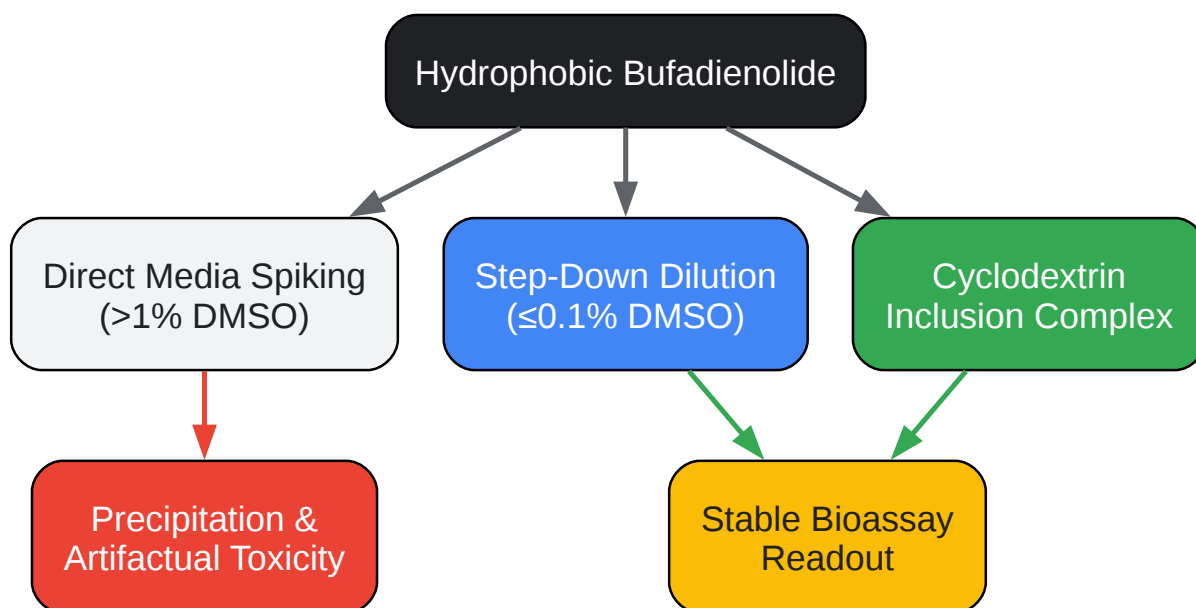 Hydrophobic Bufadienolide
Direct Media Spiking
(>1% DMSO)
Step-Down Dilution
(≤0.1% DMSO)
Cyclodextrin
Inclusion Complex
Precipitation &
Artifactual Toxicity
Stable Bioassay
Readout